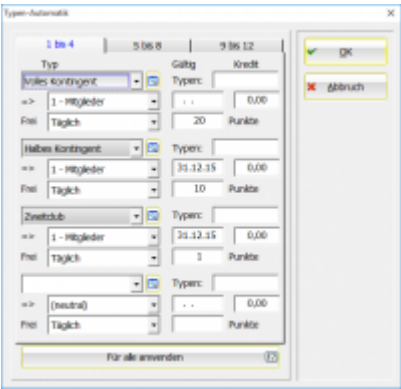 Typen-Automatik
1 bis 4 5 bis 8 9 bis 12
OK
Typ Gültig Kredit
Volles Kontingent Typen:
Abbruch
=> 1 - Mitglieder . . 0,00
Frei Täglich 20 Punkte
Halbes Kontingent Typen:
=> 1 - Mitglieder 31.12.15 0,00
Frei Täglich 10 Punkte
Zweitclub Typen:
=> 1 - Mitglieder 31.12.15 0,00
Frei Täglich 1 Punkte
Typen:
=> (neutral) . . 0,00
Frei Täglich Punkte
Für alle anwenden